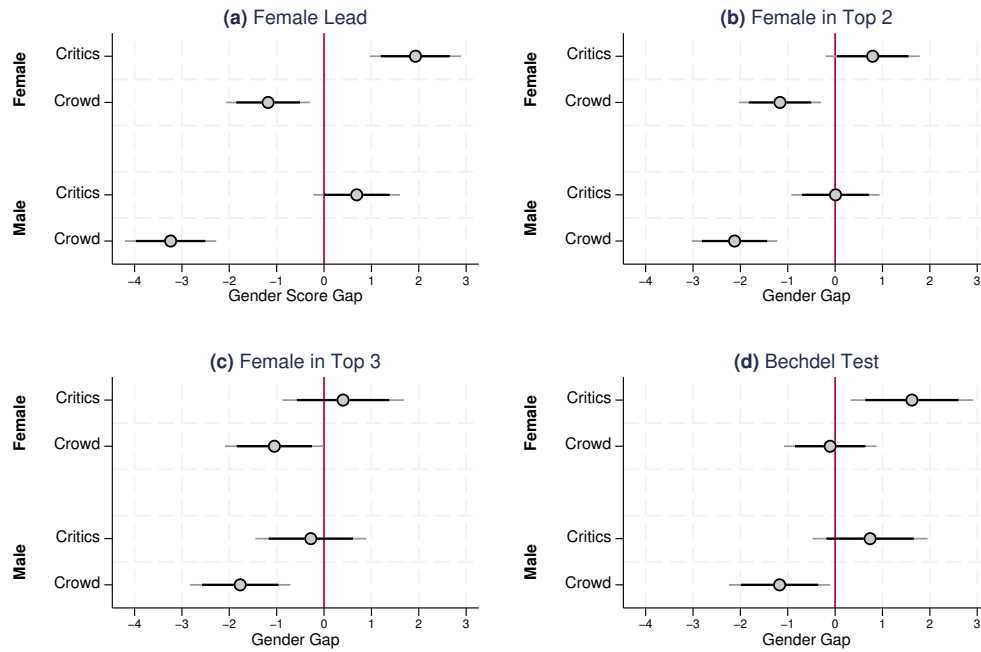 (a) Female Lead
Female
Critics
Crowd
Male
Critics
Crowd
−4 −3 −2 −1 0 1 2 3
Gender Score Gap
(b) Female in Top 2
Female
Critics
Crowd
Male
Critics
Crowd
−4 −3 −2 −1 0 1 2 3
Gender Gap
(c) Female in Top 3
Female
Critics
Crowd
Male
Critics
Crowd
−4 −3 −2 −1 0 1 2 3
Gender Gap
(d) Bechdel Test
Female
Critics
Crowd
Male
Critics
Crowd
−4 −3 −2 −1 0 1 2 3
Gender Gap